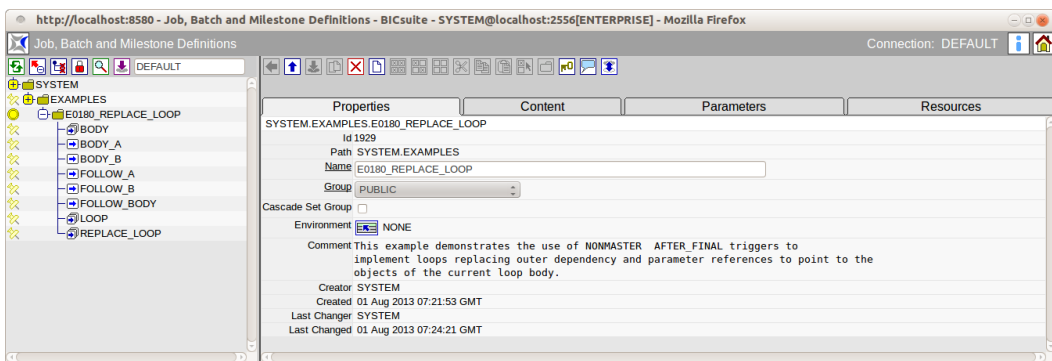 http://localhost:8580 - Job, Batch and Milestone Definitions - BICsuite - SYSTEM@localhost:2556[ENTERPRISE] - Mozilla Firefox
Job, Batch and Milestone Definitions
Connection: DEFAULT
DEFAULT
SYSTEM
EXAMPLES
E0180_REPLACE_LOOP
BODY
BODY_A
BODY_B
FOLLOW_A
FOLLOW_B
FOLLOW_BODY
LOOP
REPLACE_LOOP
Properties Content Parameters Resources
SYSTEM.EXAMPLES.E0180_REPLACE_LOOP
Id 1929
Path SYSTEM.EXAMPLES
Name E0180_REPLACE_LOOP
Group PUBLIC
Cascade Set Group
Environment NONE
Comment This example demonstrates the use of NONMASTER AFTER_FINAL triggers to
implement loops replacing outer dependency and parameter references to point to the
objects of the current loop body.
Creator SYSTEM
Created 01 Aug 2013 07:21:53 GMT
Last Changer SYSTEM
Last Changed 01 Aug 2013 07:24:21 GMT